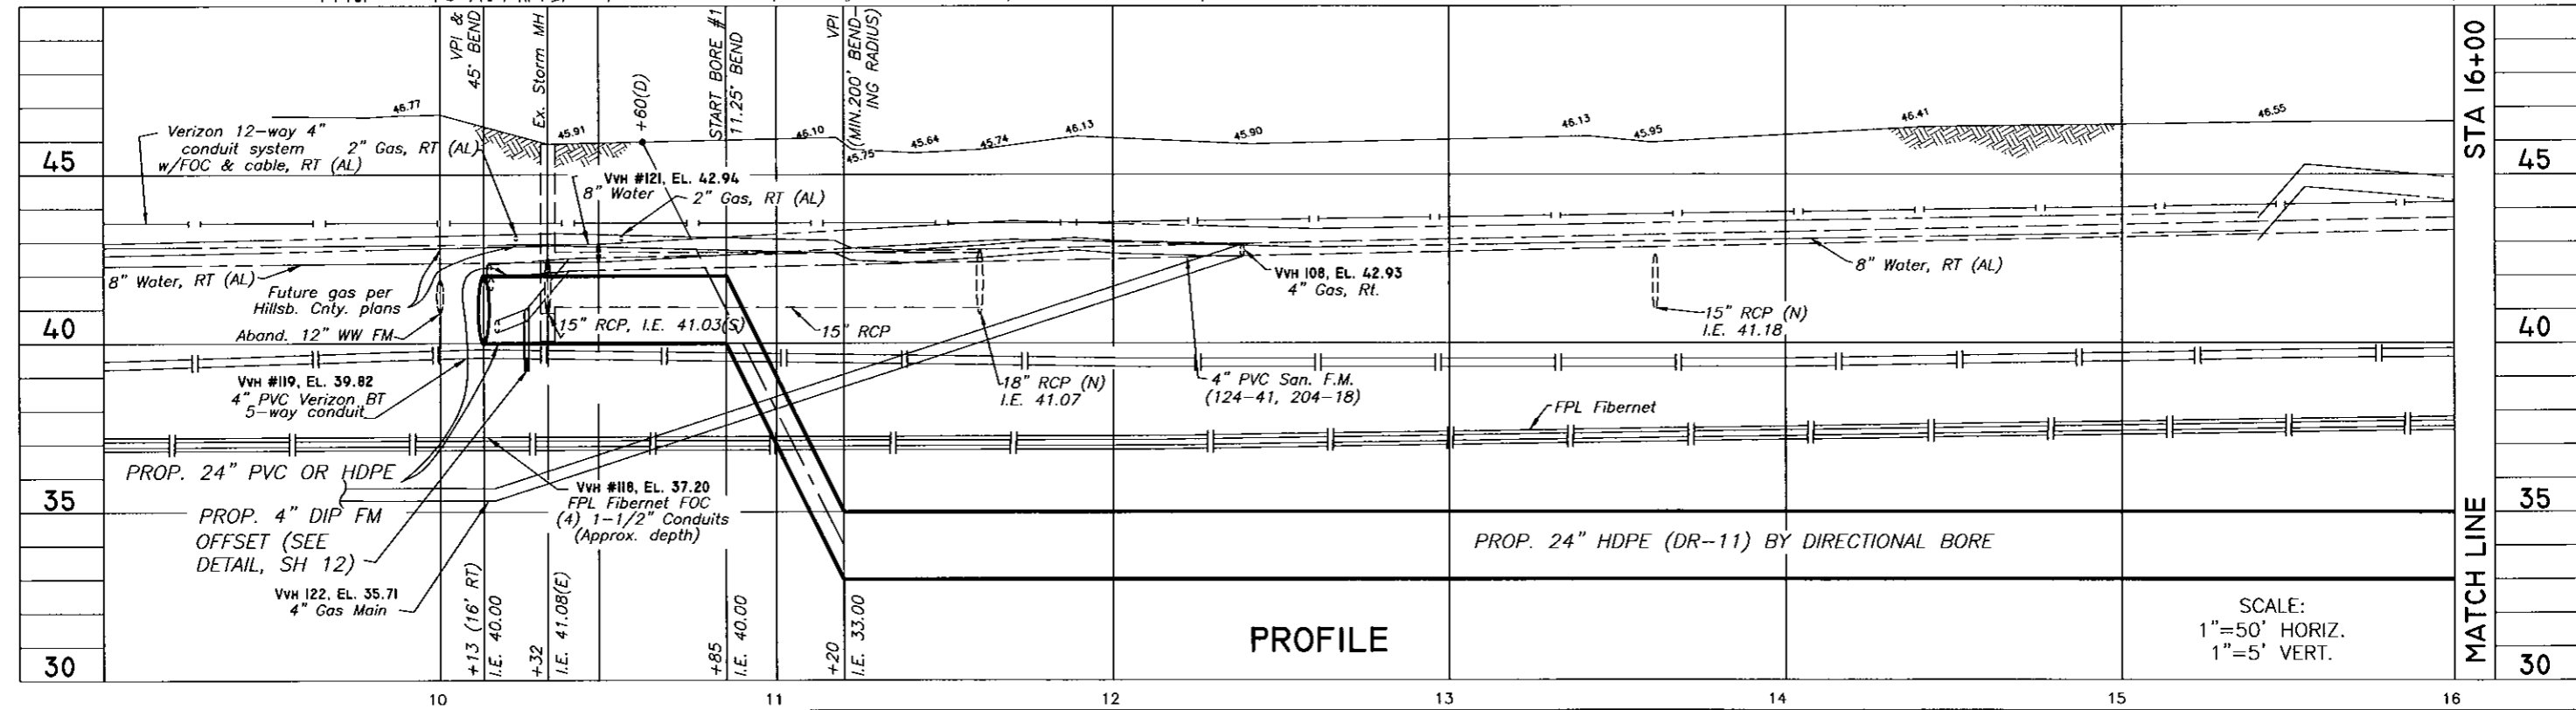 VPI &
45° BEND
Ex. Storm MH
+60(D)
START BORE #1
11.25° BEND
VPI
(MIN.200' BEND-
ING RADIUS)
STA 16+00
46.77
45.91
46.10
45.75
45.64
45.74
46.13
45.90
46.13
45.95
46.41
46.55
45
45
Verizon 12-way 4"
conduit system
w/FOC & cable, RT (AL)
2" Gas, RT (AL)
VVH #121, EL. 42.94
8" Water
2" Gas, RT (AL)
8" Water, RT (AL)
Future gas per
Hillsb. Cnty. plans
Aband. 12" WW FM
15" RCP, I.E. 41.03(S)
15" RCP
VVH 108, EL. 42.93
4" Gas, Rt.
8" Water, RT (AL)
15" RCP (N)
I.E. 41.18
40
40
VVH #119, EL. 39.82
4" PVC Verizon BT
5-way conduit
18" RCP (N)
I.E. 41.07
4" PVC San. F.M.
(124-41, 204-18)
FPL Fibernet
PROP. 24" PVC OR HDPE
VVH #118, EL. 37.20
FPL Fibernet FOC
(4) 1-1/2" Conduits
(Approx. depth)
35
35
PROP. 4" DIP FM
OFFSET (SEE
DETAIL, SH 12)
VVH 122, EL. 35.71
4" Gas Main
PROP. 24" HDPE (DR-11) BY DIRECTIONAL BORE
+13 (16' RT)
I.E. 40.00
+32
I.E. 41.08(E)
+85
I.E. 40.00
+20
I.E. 33.00
PROFILE
SCALE:
1"=50' HORIZ.
1"=5' VERT.
MATCH LINE
30
30
10
11
12
13
14
15
16